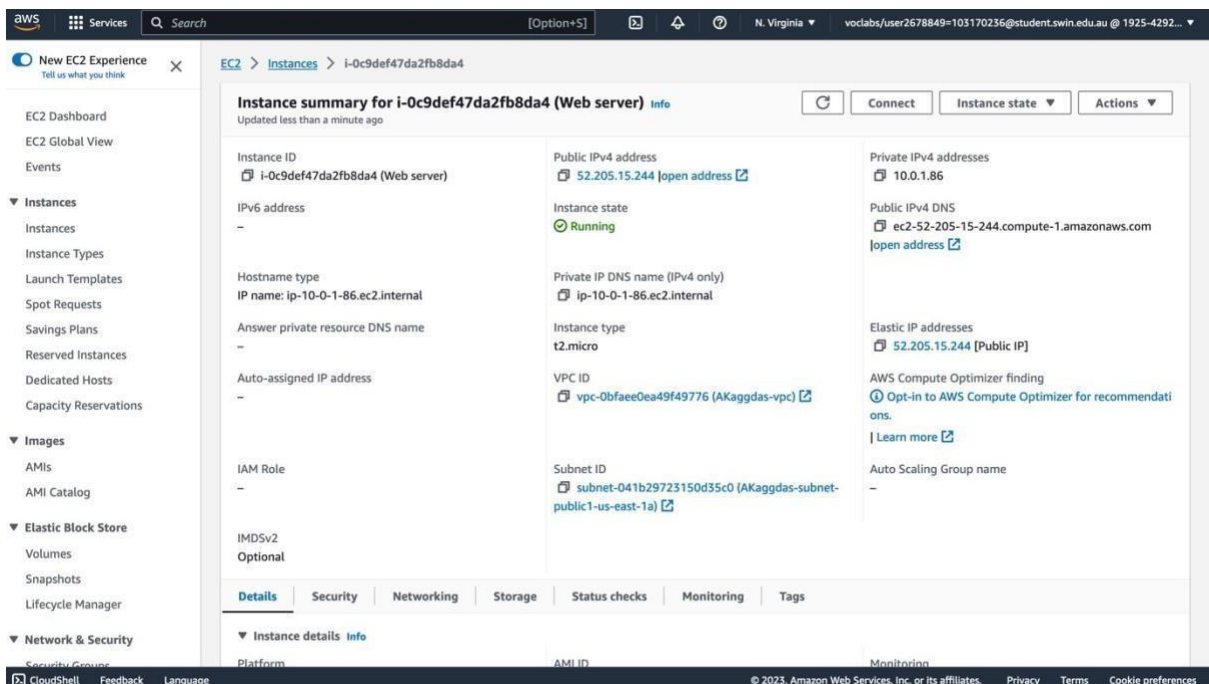 aws Services Search [Option+S] N. Virginia ▼ voclabs/user2678849=103170236@student.swin.edu.au @ 1925-4292... ▼
New EC2 Experience
Tell us what you think
EC2 Dashboard
EC2 Global View
Events
▼ Instances
Instances
Instance Types
Launch Templates
Spot Requests
Savings Plans
Reserved Instances
Dedicated Hosts
Capacity Reservations
▼ Images
AMIs
AMI Catalog
▼ Elastic Block Store
Volumes
Snapshots
Lifecycle Manager
▼ Network & Security
Security Groups
EC2 > Instances > i-0c9def47da2fb8da4
Instance summary for i-0c9def47da2fb8da4 (Web server) Info
Updated less than a minute ago
Connect Instance state ▼ Actions ▼
Instance ID
i-0c9def47da2fb8da4 (Web server)
Public IPv4 address
52.205.15.244 |open address
Private IPv4 addresses
10.0.1.86
IPv6 address
–
Instance state
Running
Public IPv4 DNS
ec2-52-205-15-244.compute-1.amazonaws.com
|open address
Hostname type
IP name: ip-10-0-1-86.ec2.internal
Private IP DNS name (IPv4 only)
ip-10-0-1-86.ec2.internal
Answer private resource DNS name
–
Instance type
t2.micro
Elastic IP addresses
52.205.15.244 [Public IP]
Auto-assigned IP address
–
VPC ID
vpc-0bfaee0ea49f49776 (AKaggdas-vpc)
AWS Compute Optimizer finding
Opt-in to AWS Compute Optimizer for recommendati
ons.
| Learn more
IAM Role
–
Subnet ID
subnet-041b29723150d35c0 (AKaggdas-subnet-
public1-us-east-1a)
Auto Scaling Group name
–
IMDSv2
Optional
Details Security Networking Storage Status checks Monitoring Tags
▼ Instance details Info
Platform AMI ID Monitoring
CloudShell Feedback Language © 2023, Amazon Web Services, Inc. or its affiliates. Privacy Terms Cookie preferences